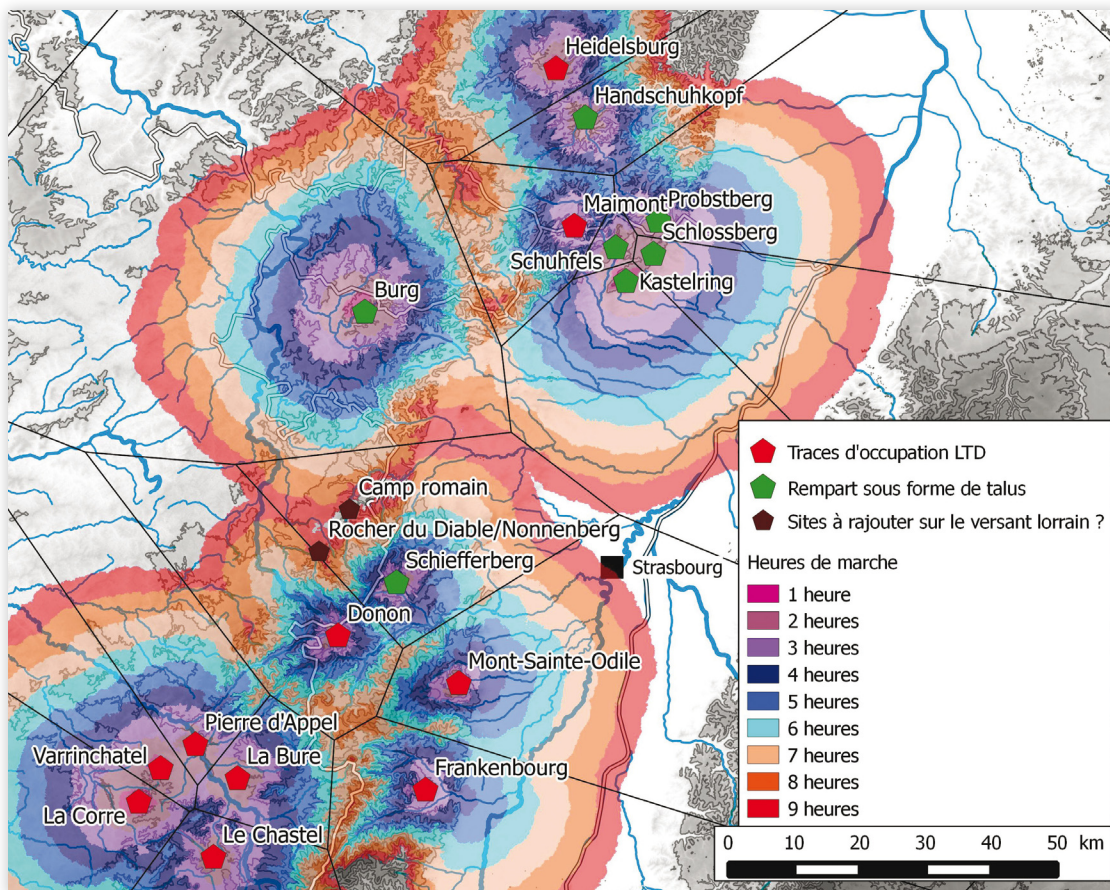 Heidelsburg
Handschuhkopf
Maimont
Probstberg
Schlossberg
Schuhfels
Kastelring
Burg
Camp romain
Rocher du Diable/Nonnenberg
Schiefferberg
Strasbourg
Donon
Mont-Sainte-Odile
Pierre d'Appel
Varrinchatel
La Bure
Frankenbourg
La Corre
Le Chastel
Traces d'occupation LTD
Rempart sous forme de talus
Sites à rajouter sur le versant lorrain ?
Heures de marche
1 heure
2 heures
3 heures
4 heures
5 heures
6 heures
7 heures
8 heures
9 heures
0 10 20 30 40 50 km